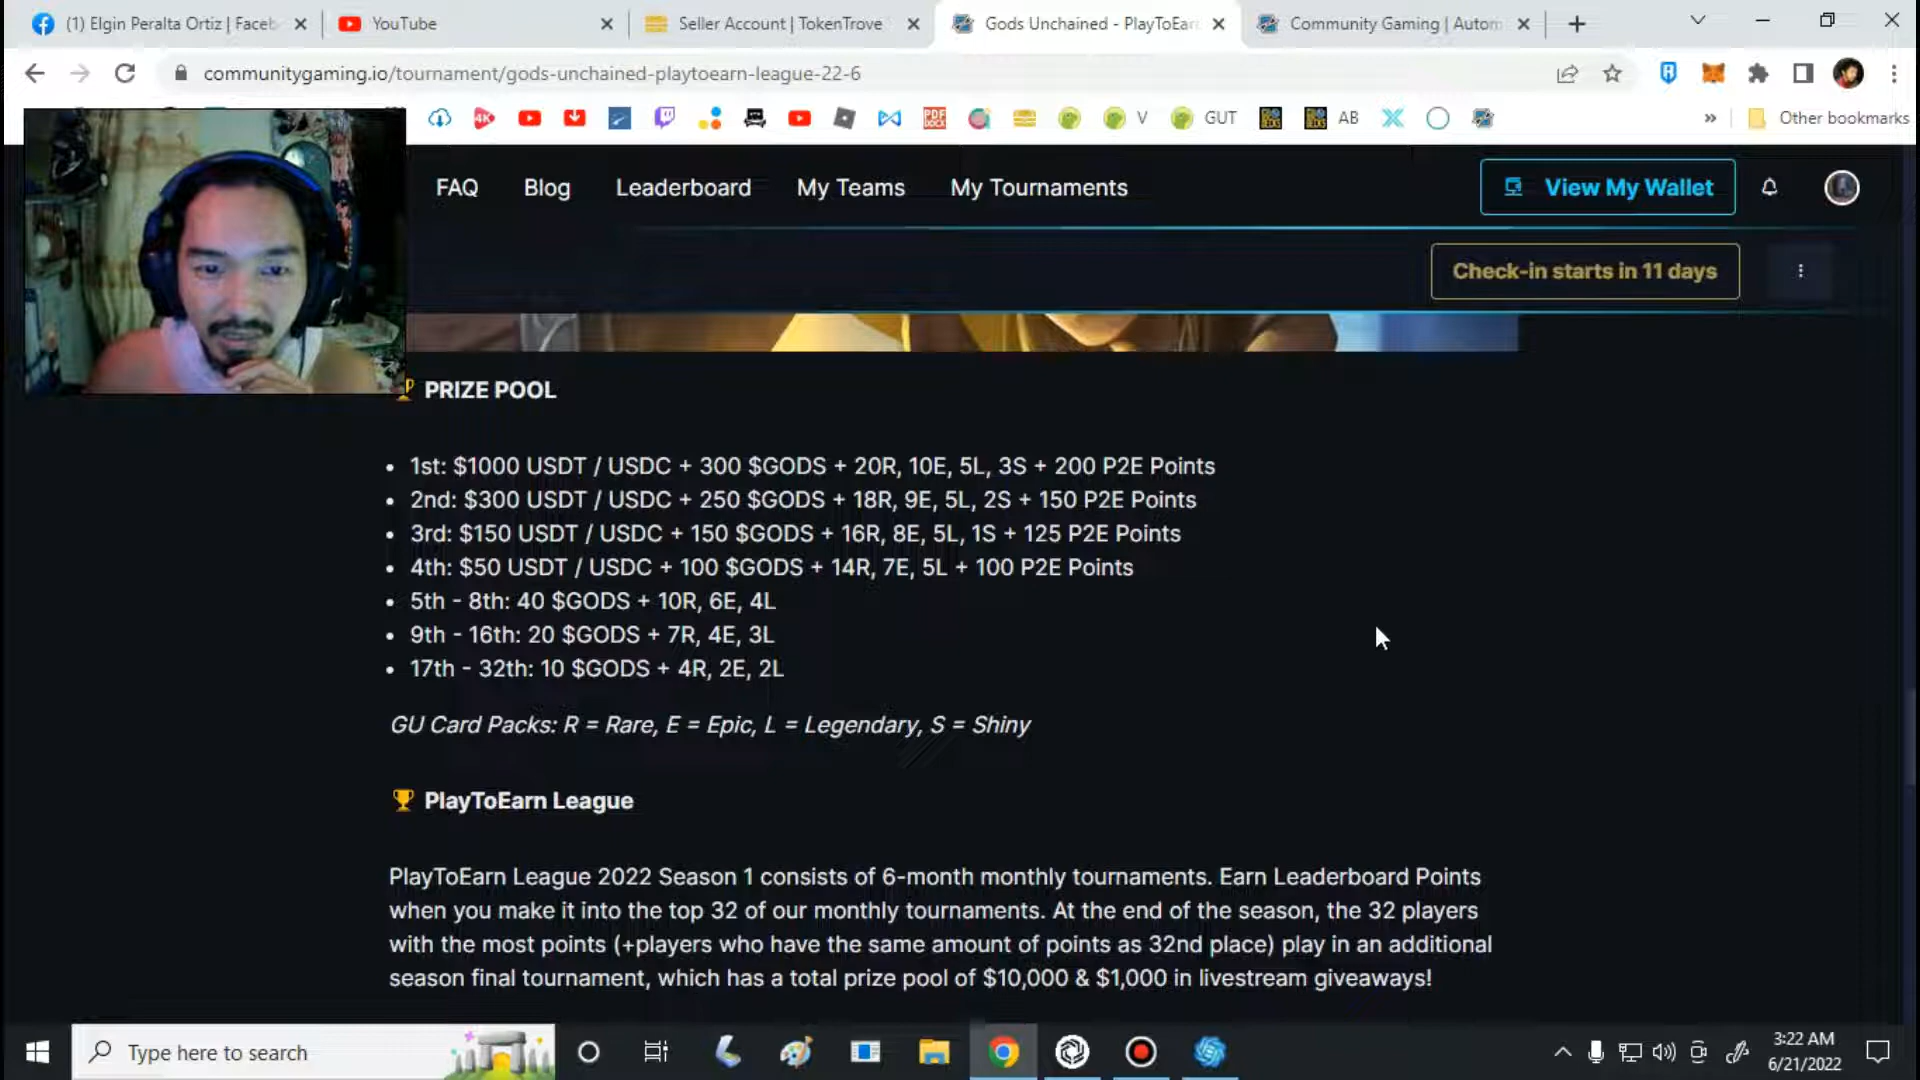 (1) Elgin Peralta Ortiz | Faceb
YouTube
Seller Account | TokenTrove
Gods Unchained - PlayToEarn
Community Gaming | Autom
communitygaming.io/tournament/gods-unchained-playtoearn-league-22-6
4K
PDF
DOCX
V
GUT
AB
Other bookmarks
FAQ
Blog
Leaderboard
My Teams
My Tournaments
View My Wallet
Check-in starts in 11 days
PRIZE POOL
• 1st: $1000 USDT / USDC + 300 $GODS + 20R, 10E, 5L, 3S + 200 P2E Points
• 2nd: $300 USDT / USDC + 250 $GODS + 18R, 9E, 5L, 2S + 150 P2E Points
• 3rd: $150 USDT / USDC + 150 $GODS + 16R, 8E, 5L, 1S + 125 P2E Points
• 4th: $50 USDT / USDC + 100 $GODS + 14R, 7E, 5L + 100 P2E Points
• 5th - 8th: 40 $GODS + 10R, 6E, 4L
• 9th - 16th: 20 $GODS + 7R, 4E, 3L
• 17th - 32th: 10 $GODS + 4R, 2E, 2L
GU Card Packs: R = Rare, E = Epic, L = Legendary, S = Shiny
PlayToEarn League
PlayToEarn League 2022 Season 1 consists of 6-month monthly tournaments. Earn Leaderboard Points
when you make it into the top 32 of our monthly tournaments. At the end of the season, the 32 players
with the most points (+players who have the same amount of points as 32nd place) play in an additional
season final tournament, which has a total prize pool of $10,000 & $1,000 in livestream giveaways!
Type here to search
3:22 AM
6/21/2022